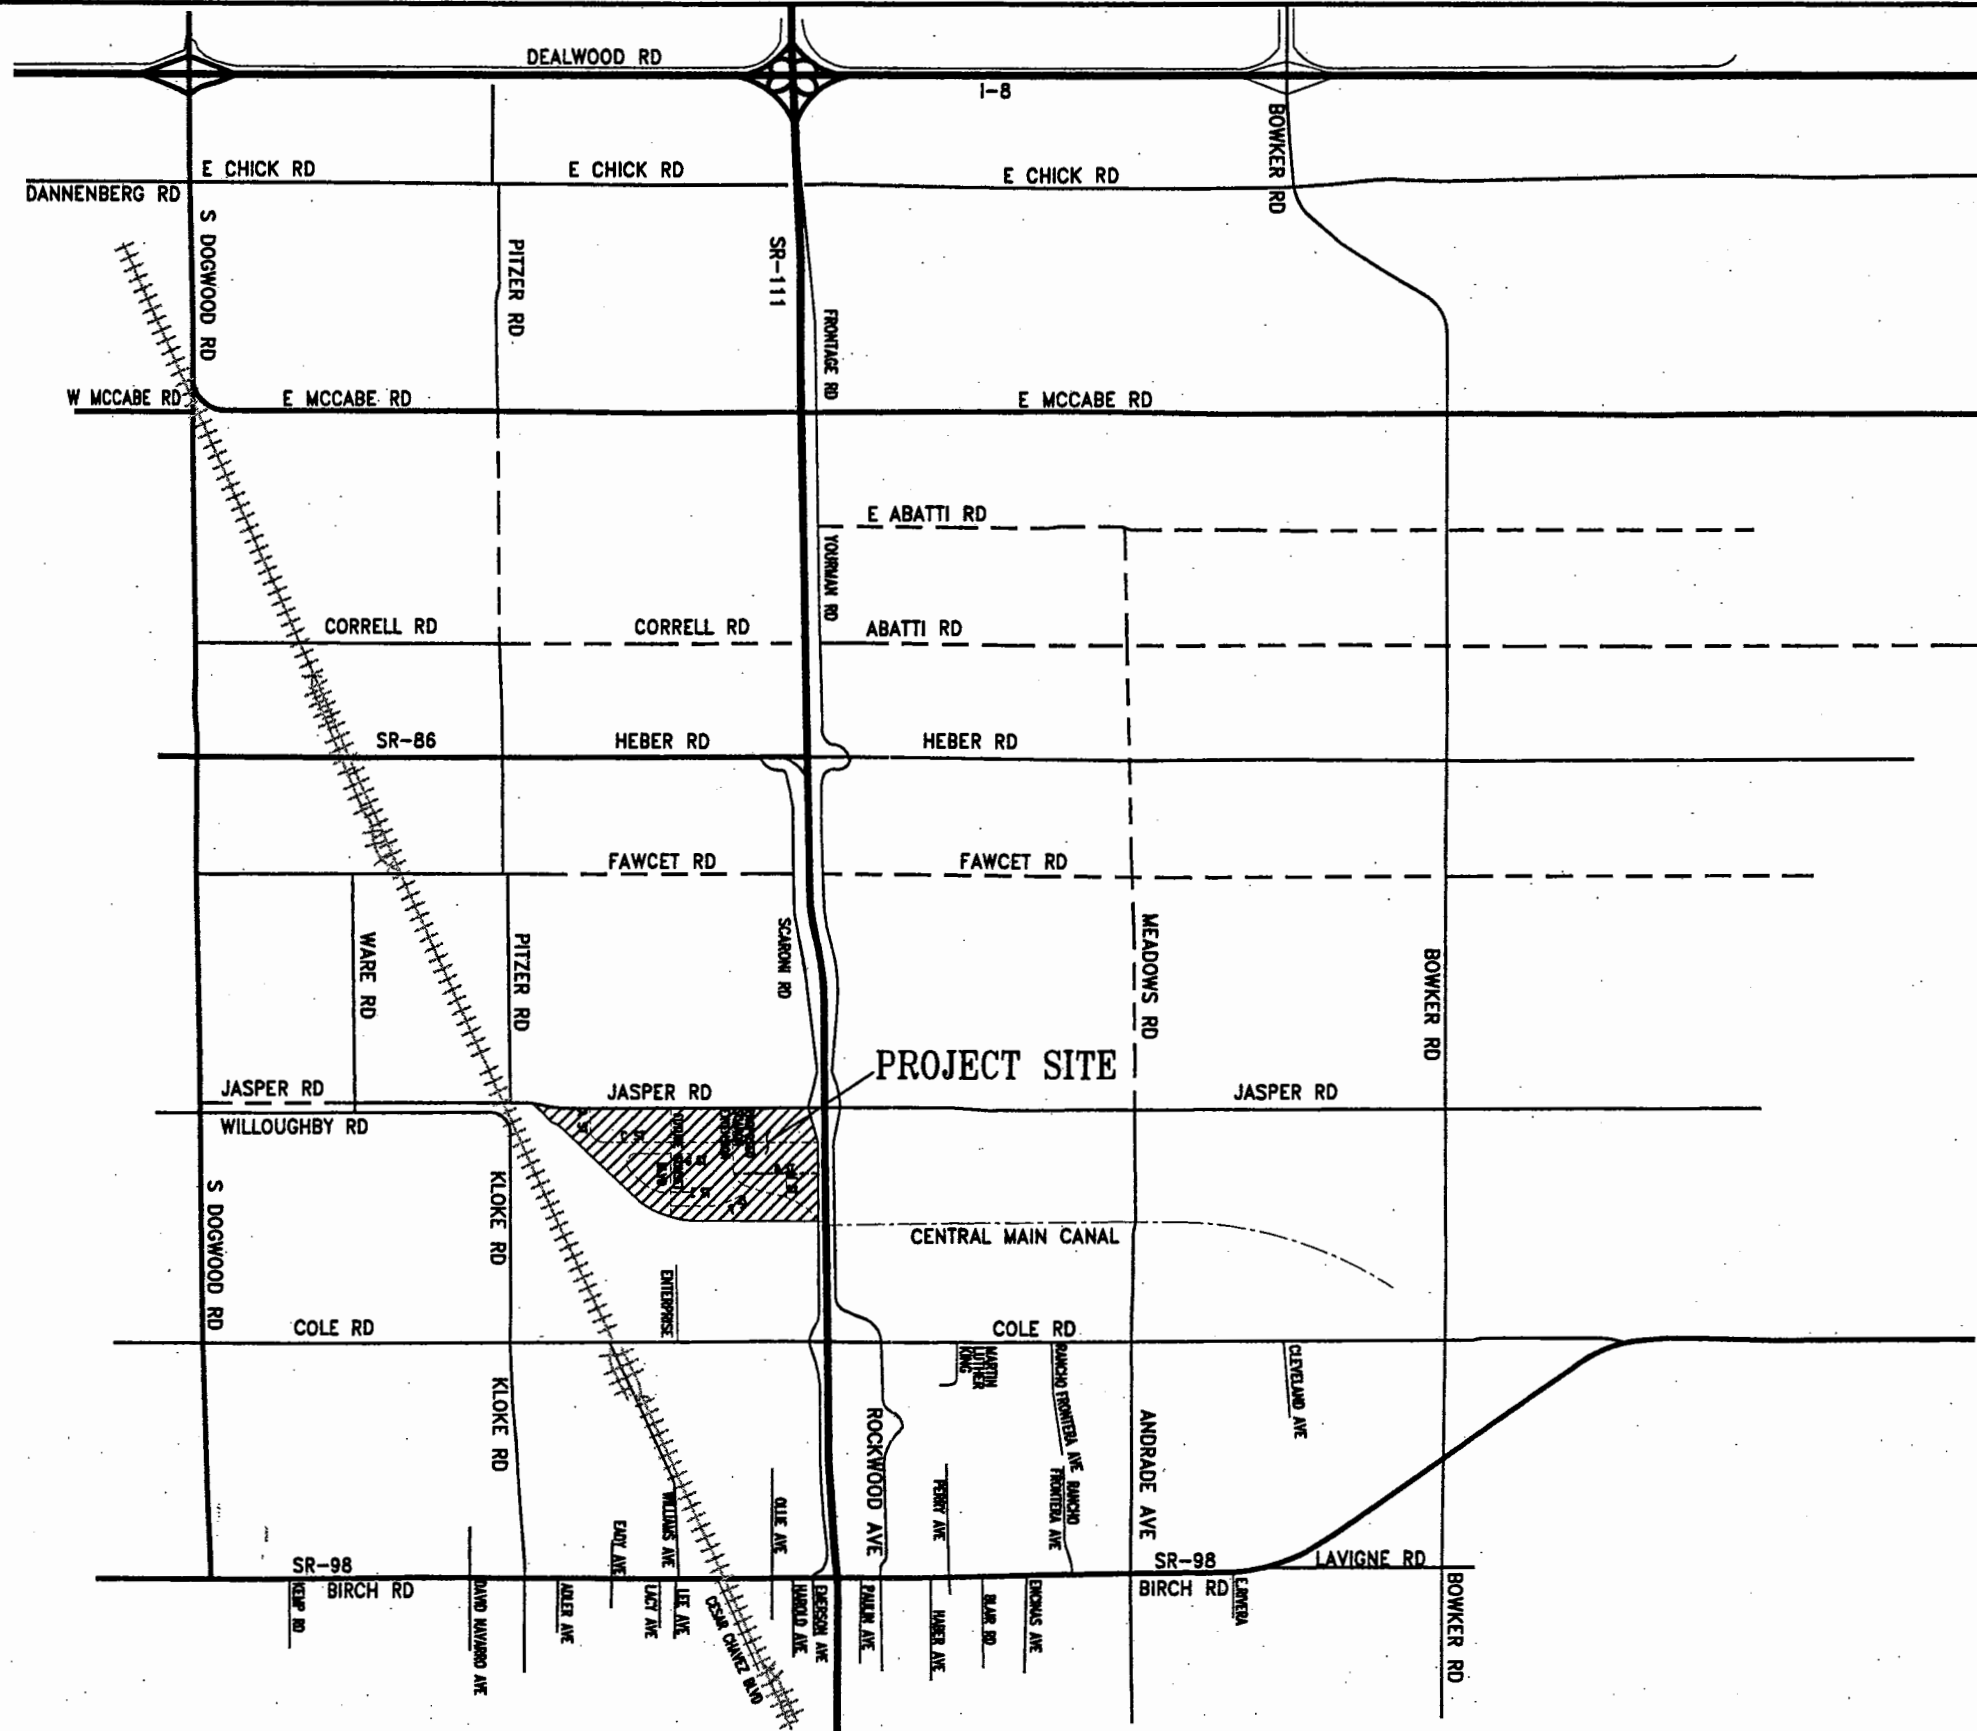 DEALWOOD RD
I-8
BOWKER RD
E CHICK RD
E CHICK RD
E CHICK RD
DANNENBERG RD
S DOGWOOD RD
PITZER RD
SR-111
FRONTAGE RD
W MCCABE RD
E MCCABE RD
E MCCABE RD
E ABATTI RD
YOURMAN RD
CORRELL RD
CORRELL RD
ABATTI RD
SR-86
HEBER RD
HEBER RD
FAWCET RD
FAWCET RD
WARE RD
PITZER RD
SCARONI RD
MEADOWS RD
BOWKER RD
PROJECT SITE
JASPER RD
JASPER RD
JASPER RD
WILLOUGHBY RD
KLOKE RD
S DOGWOOD RD
CENTRAL MAIN CANAL
ENTERPRISE
COLE RD
COLE RD
MARTIN
LUTHER
KING
RANCHO FRONTERA AVE
CLEVELAND AVE
KLOKE RD
ROCKWOOD AVE
ANDRADE AVE
PERRY AVE
RANCHO
FRONTERA AVE
OLLIE AVE
WILLIAMS AVE
EADY AVE
SR-98
SR-98
LAVIGNE RD
BIRCH RD
BIRCH RD
KEMP RD
DAVID NAVARRO AVE
ADLER AVE
LACY AVE
LEE AVE
CESAR CHAVEZ BLVD
HAROLD AVE
EMERSON AVE
PAULIN AVE
HABER AVE
BLAIR RD
ENCINAS AVE
E.RIVERA
BOWKER RD